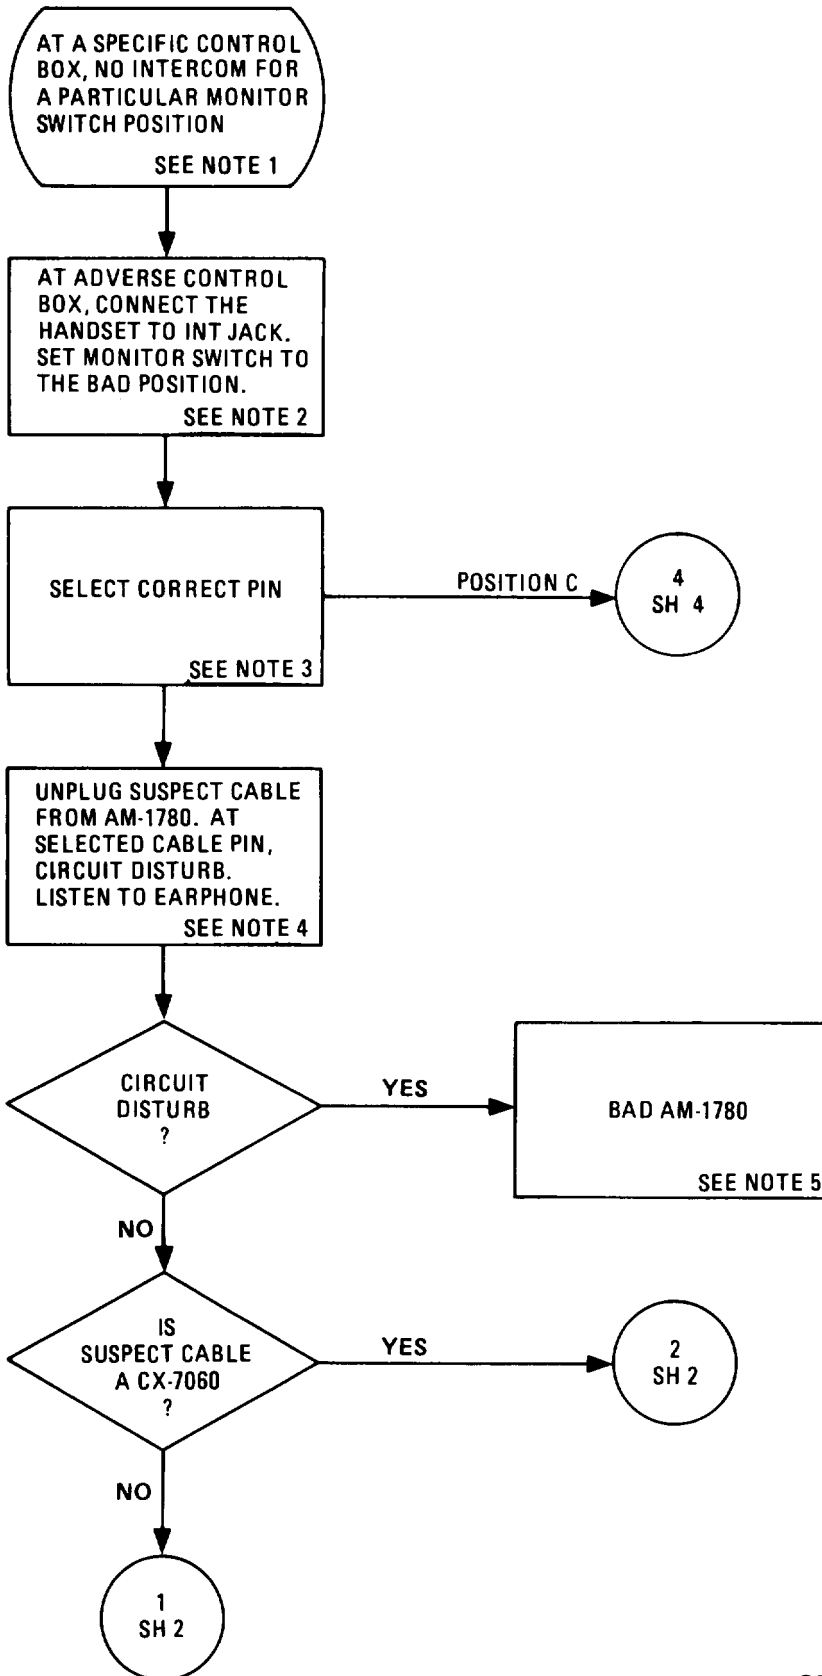 AT A SPECIFIC CONTROL
BOX, NO INTERCOM FOR
A PARTICULAR MONITOR
SWITCH POSITION
SEE NOTE 1
AT ADVERSE CONTROL
BOX, CONNECT THE
HANDSET TO INT JACK.
SET MONITOR SWITCH TO
THE BAD POSITION.
SEE NOTE 2
SELECT CORRECT PIN
SEE NOTE 3
POSITION C
4
SH 4
UNPLUG SUSPECT CABLE
FROM AM-1780. AT
SELECTED CABLE PIN,
CIRCUIT DISTURB.
LISTEN TO EARPHONE.
SEE NOTE 4
CIRCUIT
DISTURB
?
YES
BAD AM-1780
SEE NOTE 5
NO
IS
SUSPECT CABLE
A CX-7060
?
YES
2
SH 2
NO
1
SH 2